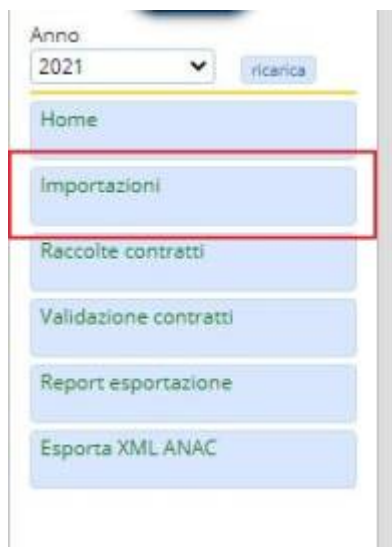 Anno
2021 ricarica
Home
Importazioni
Raccolte contratti
Validazione contratti
Report esportazione
Esporta XML ANAC